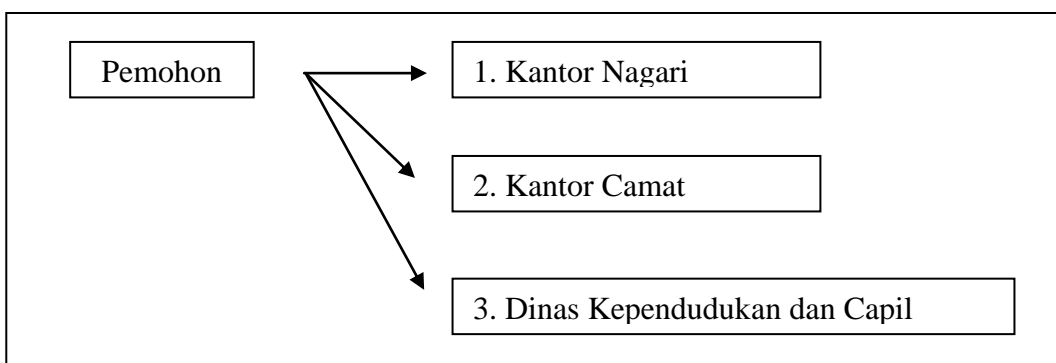 Pemohon
1. Kantor Nagari
2. Kantor Camat
3. Dinas Kependudukan dan Capil